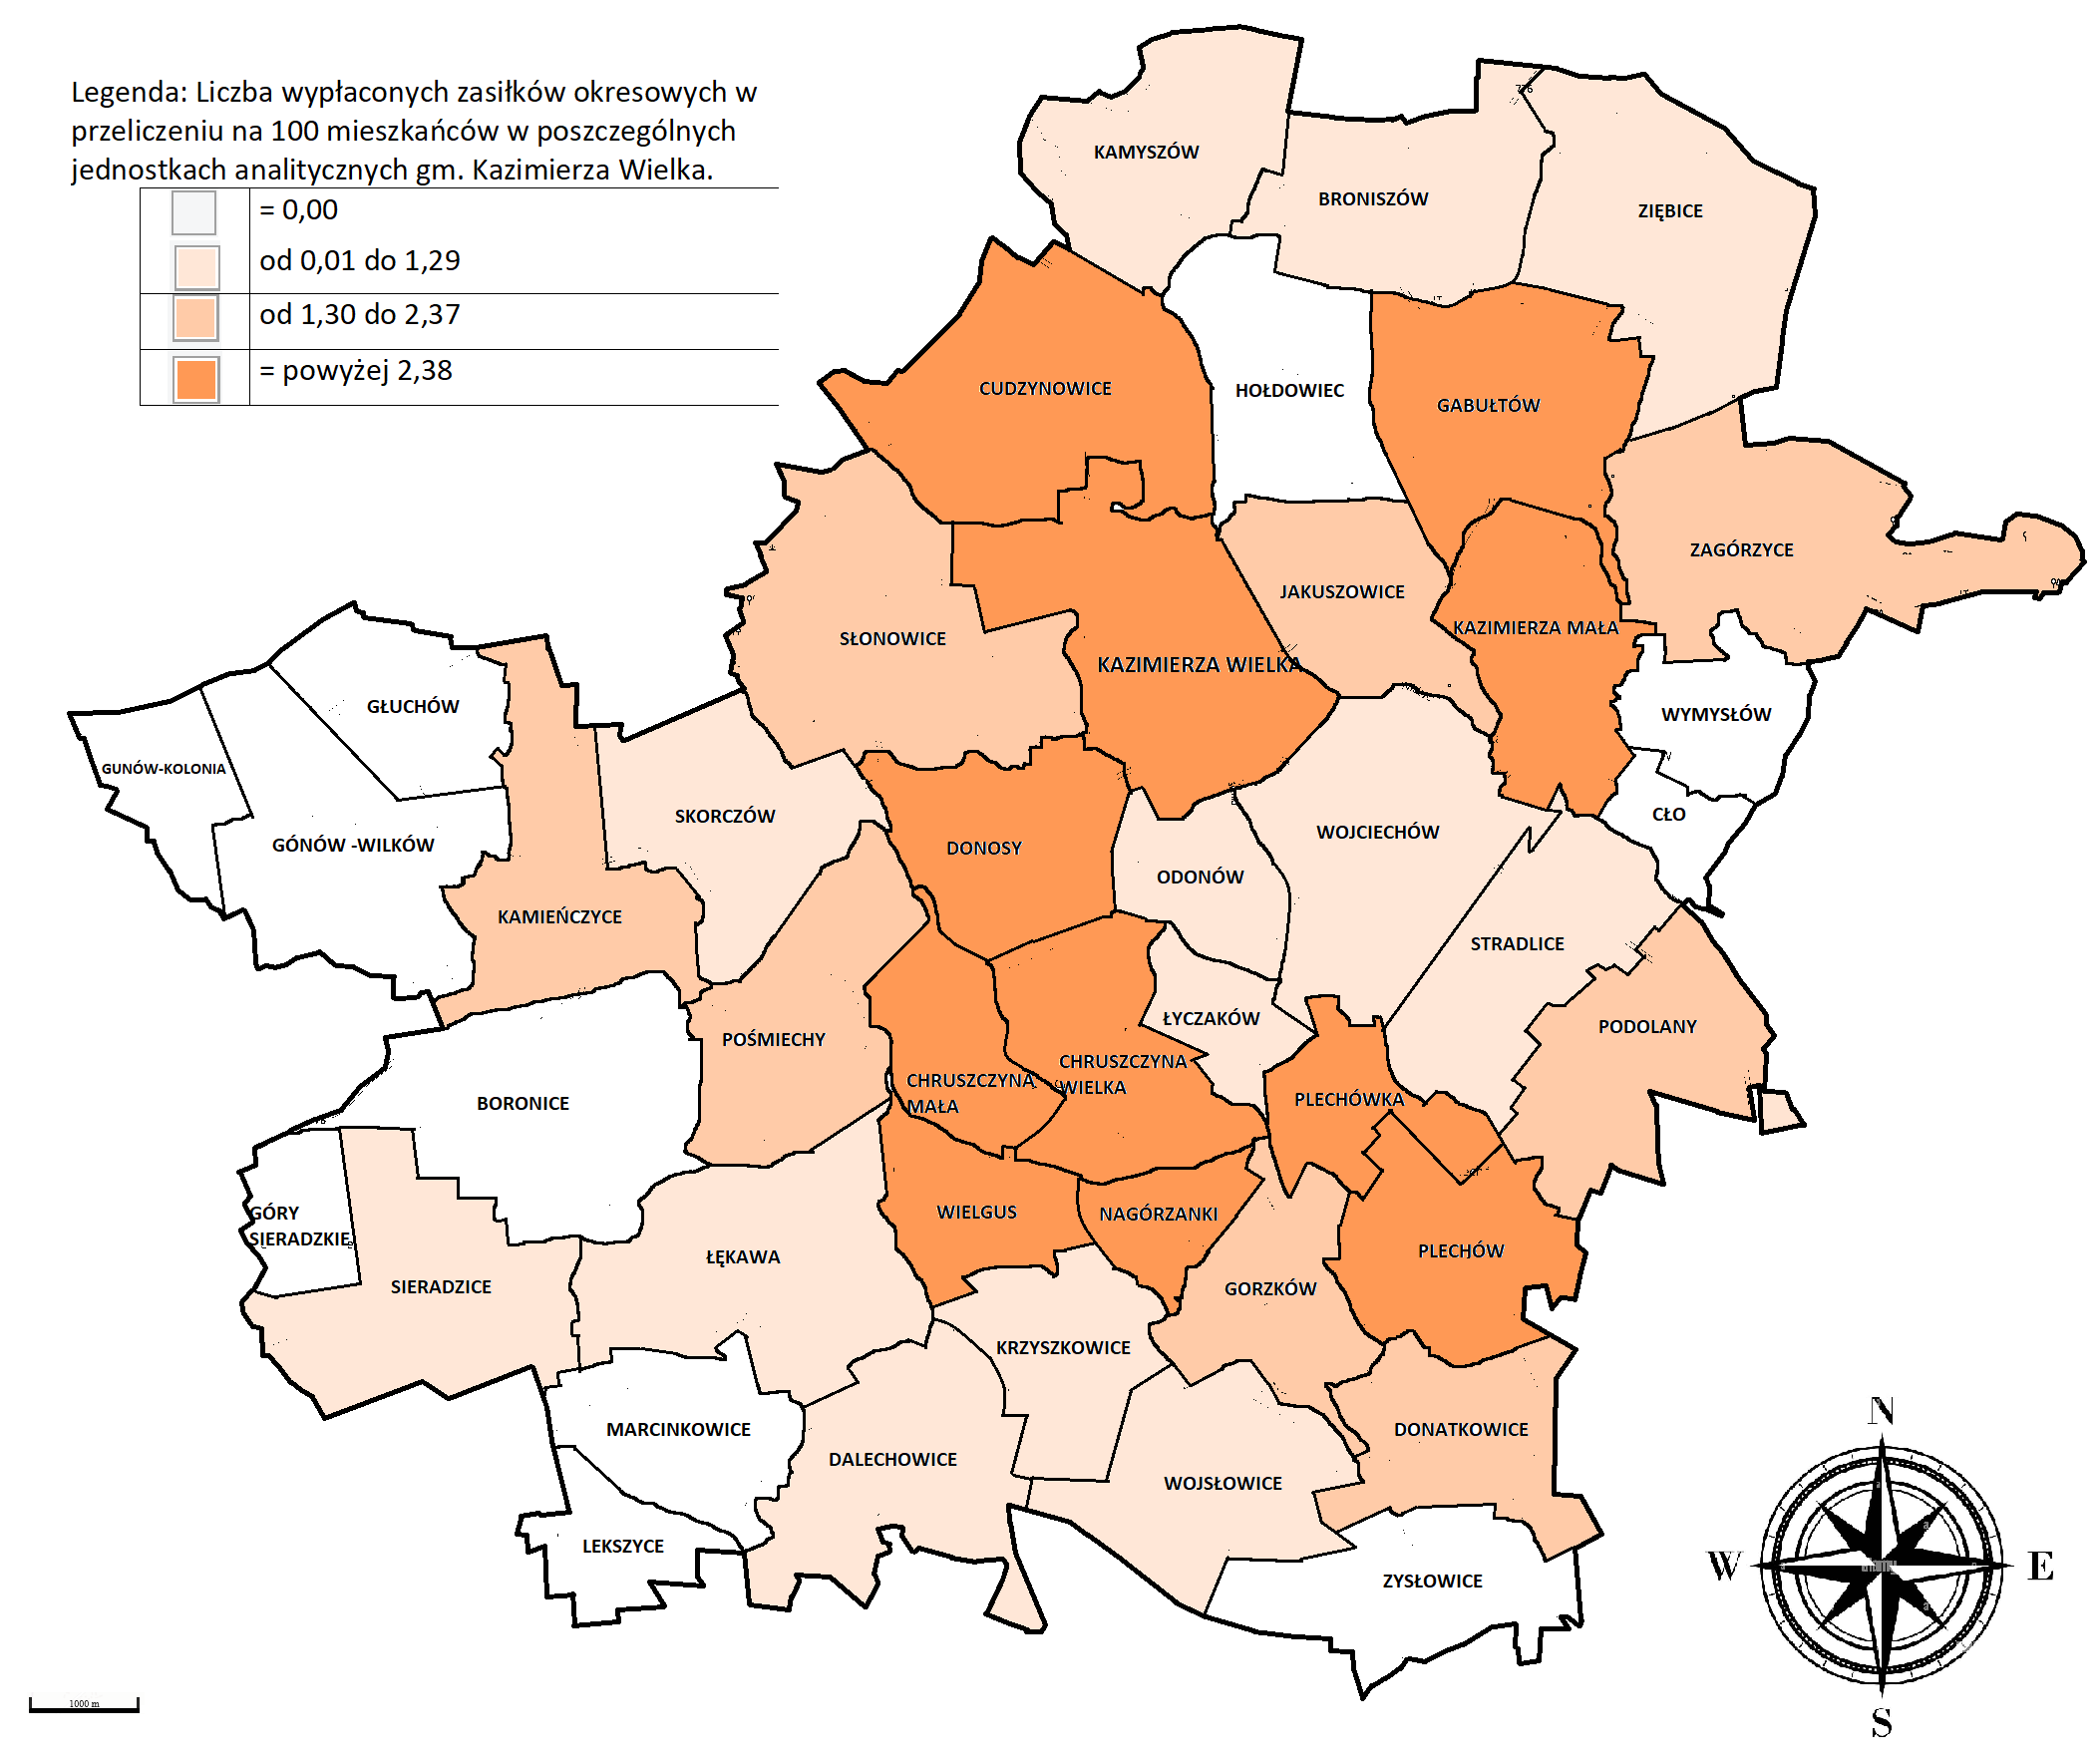 Legenda: Liczba wypłaconych zasiłków okresowych w
przeliczeniu na 100 mieszkańców w poszczególnych
jednostkach analitycznych gm. Kazimierza Wielka.
= 0,00
od 0,01 do 1,29
od 1,30 do 2,37
= powyżej 2,38
KAMYSZÓW
BRONISZÓW
ZIĘBICE
CUDZYNOWICE
HOŁDOWIEC
GABUŁTÓW
ZAGÓRZYCE
JAKUSZOWICE
KAZIMIERZA MAŁA
SŁONOWICE
KAZIMIERZA WIELKA
GŁUCHÓW
WYMYSŁÓW
GUNÓW-KOLONIA
SKORCZÓW
CŁO
WOJCIECHÓW
GÓNÓW -WILKÓW
DONOSY
ODONÓW
KAMIEŃCZYCE
STRADLICE
ŁYCZAKÓW
PODOLANY
POŚMIECHY
CHRUSZCZYNA
WIELKA
CHRUSZCZYNA
MAŁA
PLECHÓWKA
BORONICE
GÓRY
SIERADZKIE
WIELGUS
NAGÓRZANKI
PLECHÓW
ŁĘKAWA
SIERADZICE
GORZKÓW
KRZYSZKOWICE
MARCINKOWICE
DONATKOWICE
DALECHOWICE
WOJSŁOWICE
LEKSZYCE
ZYSŁOWICE
N
W
E
S
1000 m